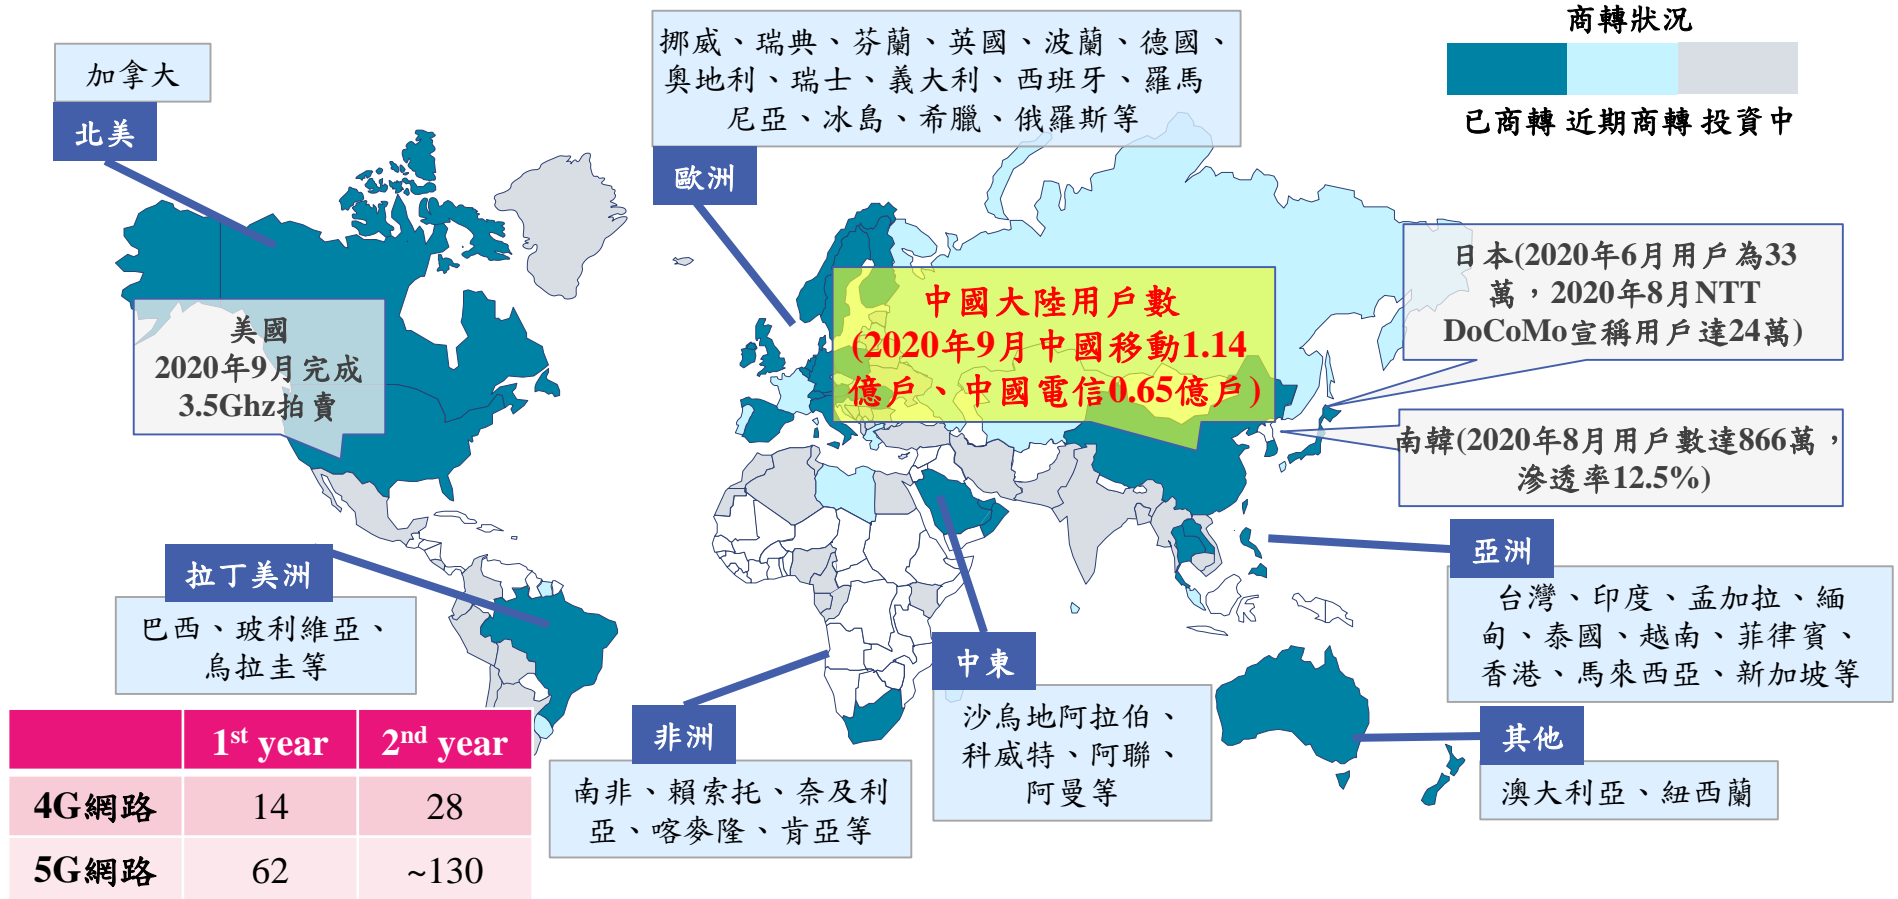 商轉狀況
已商轉 近期商轉 投資中
加拿大
北美
挪威、瑞典、芬蘭、英國、波蘭、德國、
奧地利、瑞士、義大利、西班牙、羅馬
尼亞、冰島、希臘、俄羅斯等
歐洲
美國
2020年9月完成
3.5Ghz拍賣
中國大陸用戶數
(2020年9月中國移動1.14
億戶、中國電信0.65億戶)
日本(2020年6月用戶為33
萬，2020年8月NTT
DoCoMo宣稱用戶達24萬)
南韓(2020年8月用戶數達866萬，
滲透率12.5%)
亞洲
台灣、印度、孟加拉、緬
甸、泰國、越南、菲律賓、
香港、馬來西亞、新加坡等
拉丁美洲
巴西、玻利維亞、
烏拉圭等
中東
沙烏地阿拉伯、
科威特、阿聯、
阿曼等
非洲
南非、賴索托、奈及利
亞、喀麥隆、肯亞等
其他
澳大利亞、紐西蘭
1st year 2nd year
4G網路 14 28
5G網路 62 ~130